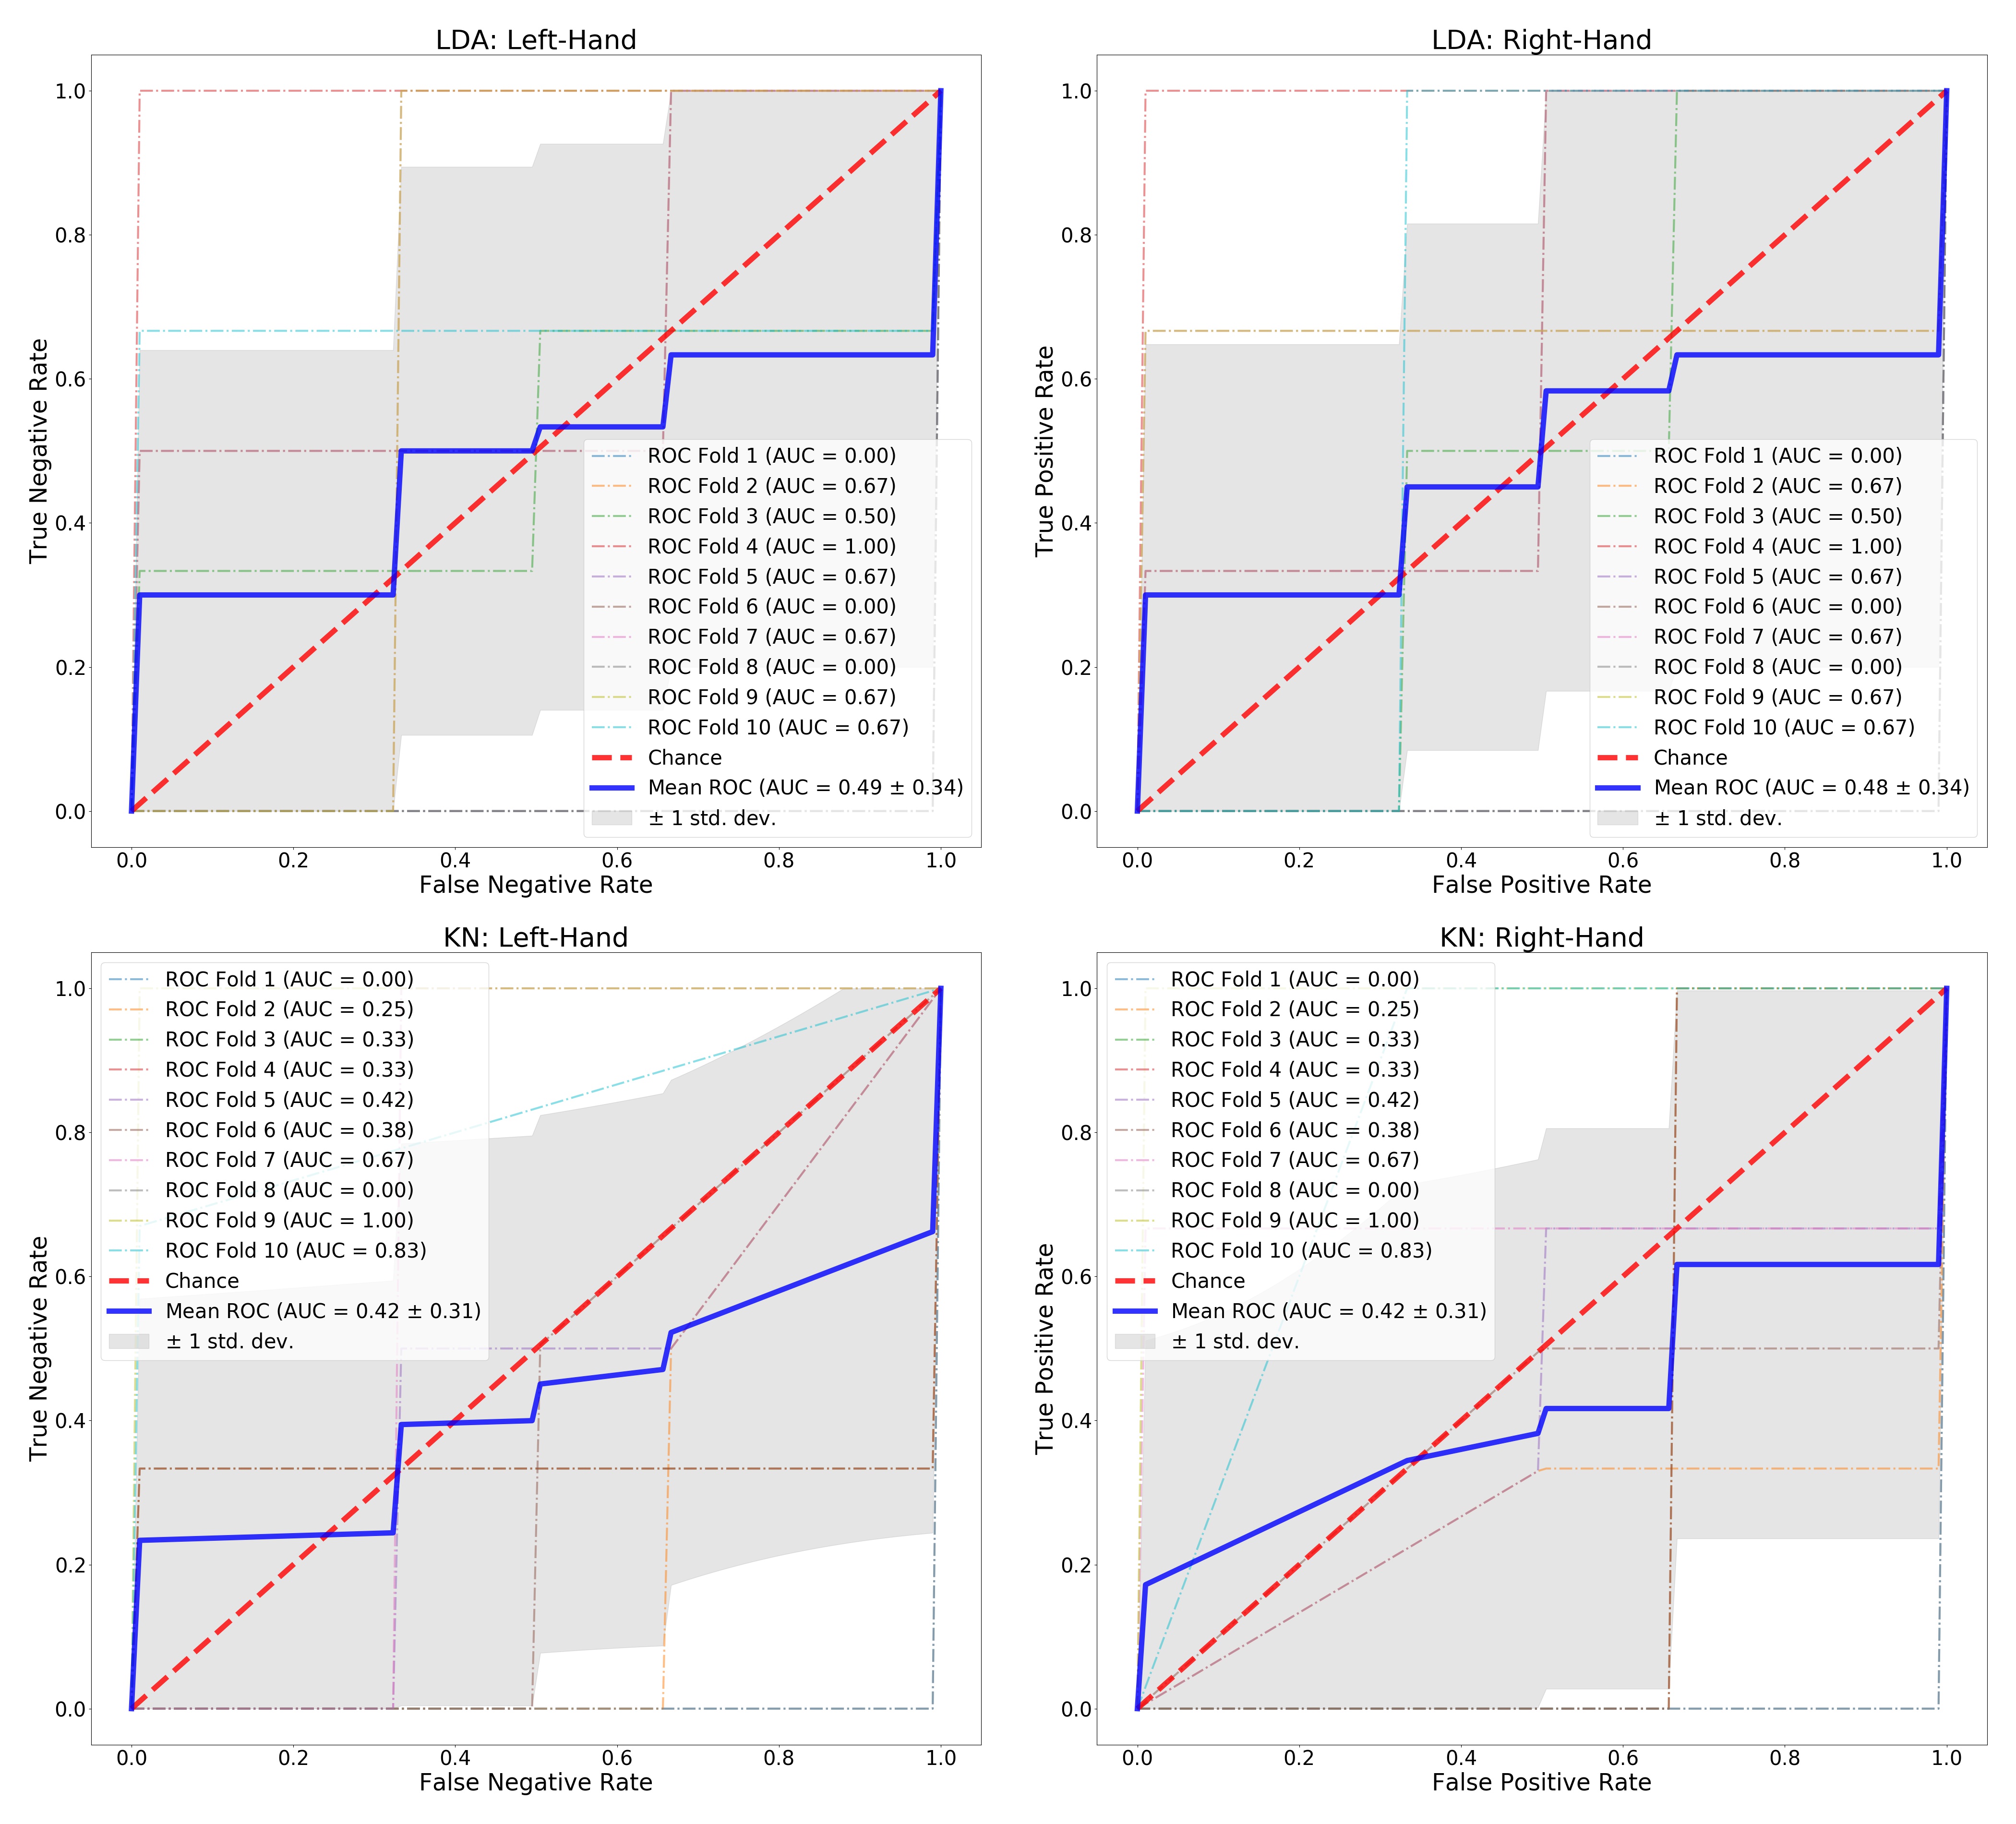 LDA: Left-Hand
True Negative Rate
1.0
0.8
0.6
0.4
0.2
0.0
ROC Fold 1 (AUC = 0.00)
ROC Fold 2 (AUC = 0.67)
ROC Fold 3 (AUC = 0.50)
ROC Fold 4 (AUC = 1.00)
ROC Fold 5 (AUC = 0.67)
ROC Fold 6 (AUC = 0.00)
ROC Fold 7 (AUC = 0.67)
ROC Fold 8 (AUC = 0.00)
ROC Fold 9 (AUC = 0.67)
ROC Fold 10 (AUC = 0.67)
Chance
Mean ROC (AUC = 0.49 ± 0.34)
± 1 std. dev.
0.0 0.2 0.4 0.6 0.8 1.0
False Negative Rate
LDA: Right-Hand
True Positive Rate
1.0
0.8
0.6
0.4
0.2
0.0
ROC Fold 1 (AUC = 0.00)
ROC Fold 2 (AUC = 0.67)
ROC Fold 3 (AUC = 0.50)
ROC Fold 4 (AUC = 1.00)
ROC Fold 5 (AUC = 0.67)
ROC Fold 6 (AUC = 0.00)
ROC Fold 7 (AUC = 0.67)
ROC Fold 8 (AUC = 0.00)
ROC Fold 9 (AUC = 0.67)
ROC Fold 10 (AUC = 0.67)
Chance
Mean ROC (AUC = 0.48 ± 0.34)
± 1 std. dev.
0.0 0.2 0.4 0.6 0.8 1.0
False Positive Rate
KN: Left-Hand
True Negative Rate
1.0
0.8
0.6
0.4
0.2
0.0
ROC Fold 1 (AUC = 0.00)
ROC Fold 2 (AUC = 0.25)
ROC Fold 3 (AUC = 0.33)
ROC Fold 4 (AUC = 0.33)
ROC Fold 5 (AUC = 0.42)
ROC Fold 6 (AUC = 0.38)
ROC Fold 7 (AUC = 0.67)
ROC Fold 8 (AUC = 0.00)
ROC Fold 9 (AUC = 1.00)
ROC Fold 10 (AUC = 0.83)
Chance
Mean ROC (AUC = 0.42 ± 0.31)
± 1 std. dev.
0.0 0.2 0.4 0.6 0.8 1.0
False Negative Rate
KN: Right-Hand
True Positive Rate
1.0
0.8
0.6
0.4
0.2
0.0
ROC Fold 1 (AUC = 0.00)
ROC Fold 2 (AUC = 0.25)
ROC Fold 3 (AUC = 0.33)
ROC Fold 4 (AUC = 0.33)
ROC Fold 5 (AUC = 0.42)
ROC Fold 6 (AUC = 0.38)
ROC Fold 7 (AUC = 0.67)
ROC Fold 8 (AUC = 0.00)
ROC Fold 9 (AUC = 1.00)
ROC Fold 10 (AUC = 0.83)
Chance
Mean ROC (AUC = 0.42 ± 0.31)
± 1 std. dev.
0.0 0.2 0.4 0.6 0.8 1.0
False Positive Rate